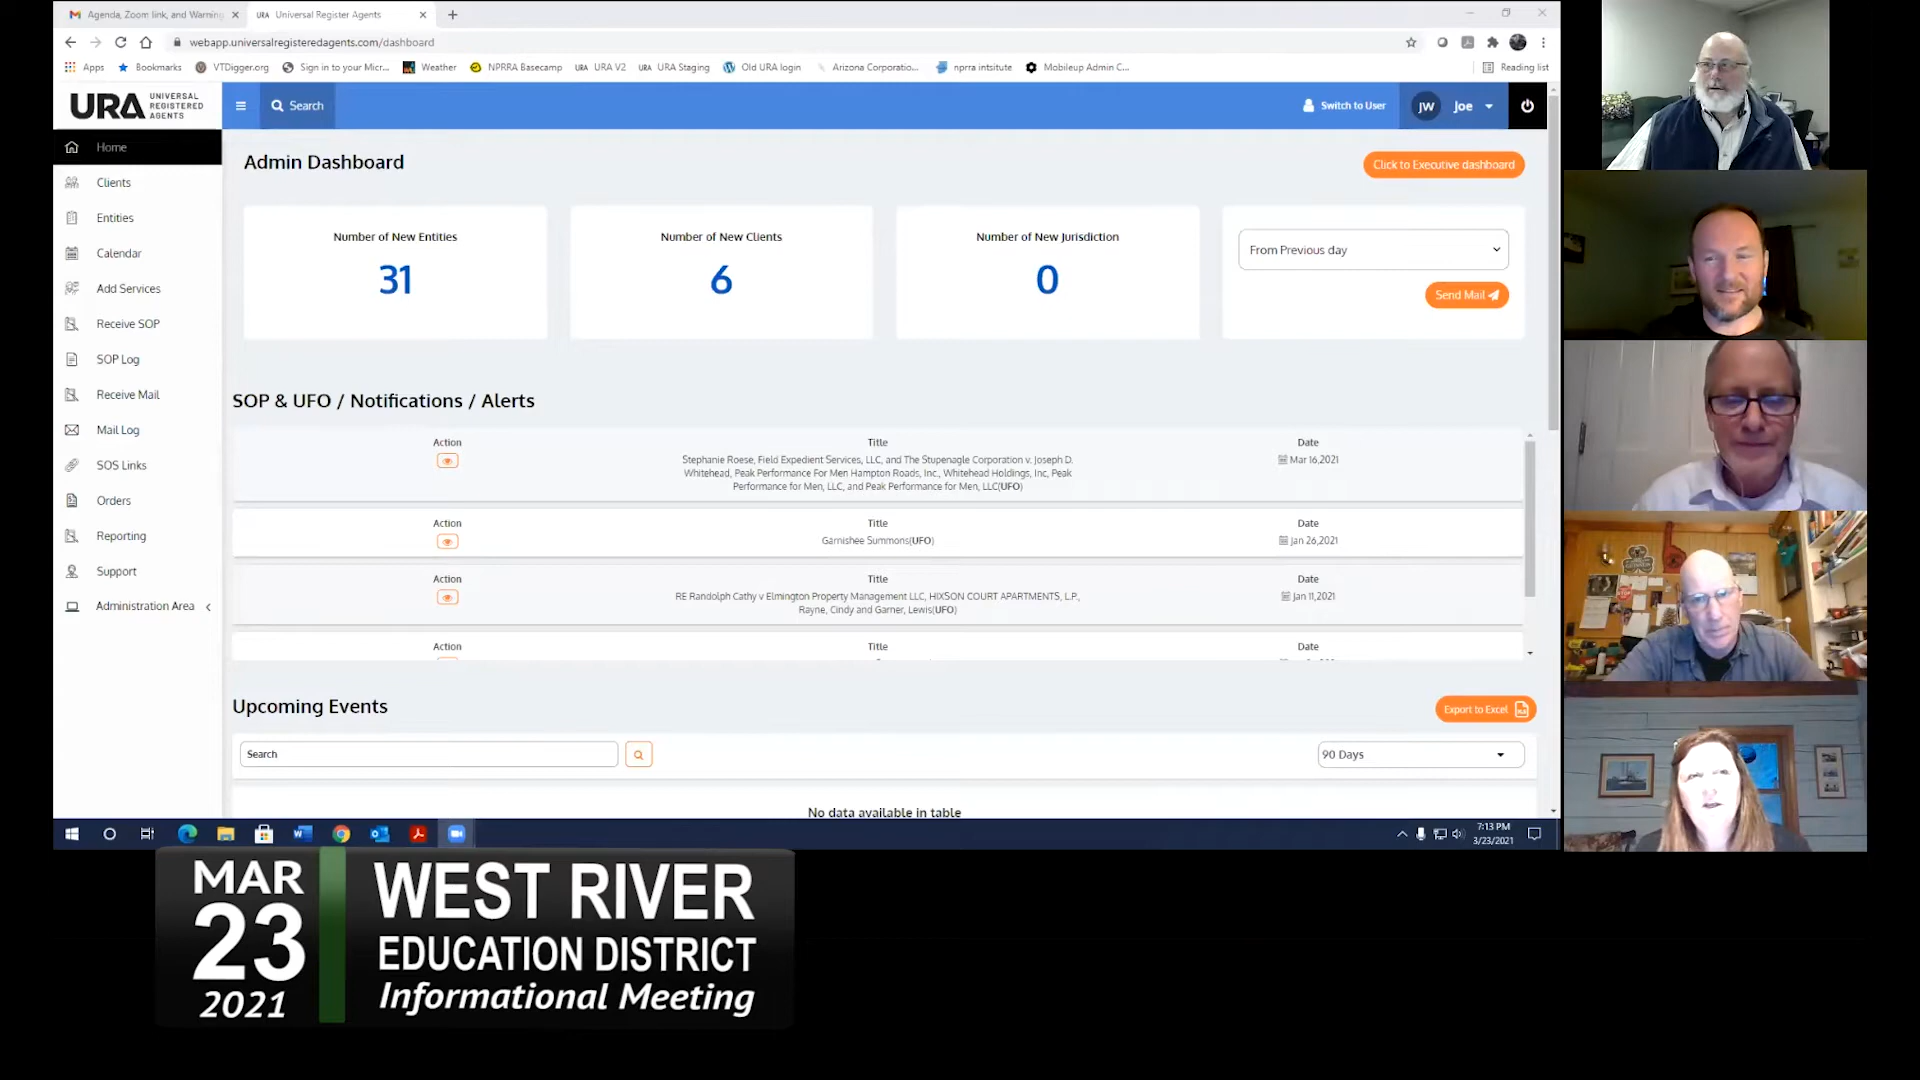 Agenda, Zoom link, and Warning
URA Universal Register Agents
webapp.universalregisteredagents.com/dashboard
Apps Bookmarks VTDigger.org Sign in to your Micr... Weather NPRRA Basecamp URA URA V2 URA URA Staging Old URA login Arizona Corporatio... nprra intsitute Mobileup Admin C... Reading list
URA UNIVERSAL REGISTERED AGENTS
Search
Switch to User
JW Joe
Home
Clients
Entities
Calendar
Add Services
Receive SOP
SOP Log
Receive Mail
Mail Log
SOS Links
Orders
Reporting
Support
Administration Area
Admin Dashboard
Click to Executive dashboard
Number of New Entities
31
Number of New Clients
6
Number of New Jurisdiction
0
From Previous day
Send Mail
SOP & UFO / Notifications / Alerts
Action Title Date
Stephanie Roese, Field Expedient Services, LLC, and The Stupenagle Corporation v. Joseph D. Mar 16,2021
Whitehead, Peak Performance For Men Hampton Roads, Inc., Whitehead Holdings, Inc, Peak
Performance for Men, LLC, and Peak Performance for Men, LLC(UFO)
Action Title Date
Garnishee Summons(UFO) Jan 26,2021
Action Title Date
RE Randolph Cathy v Elmington Property Management LLC, HIXSON COURT APARTMENTS, L.P., Jan 11,2021
Rayne, Cindy and Garner, Lewis(UFO)
Action Title Date
Upcoming Events
Export to Excel
Search
90 Days
No data available in table
7:13 PM
3/23/2021
MAR
23
2021
WEST RIVER
EDUCATION DISTRICT
Informational Meeting